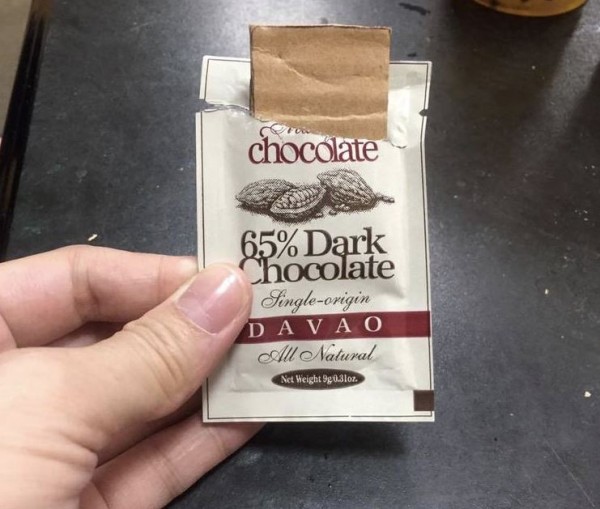 chocolate
65% Dark
Chocolate
Single-origin
DAVAO
All Natural
Net Weight 9g/0.31oz.